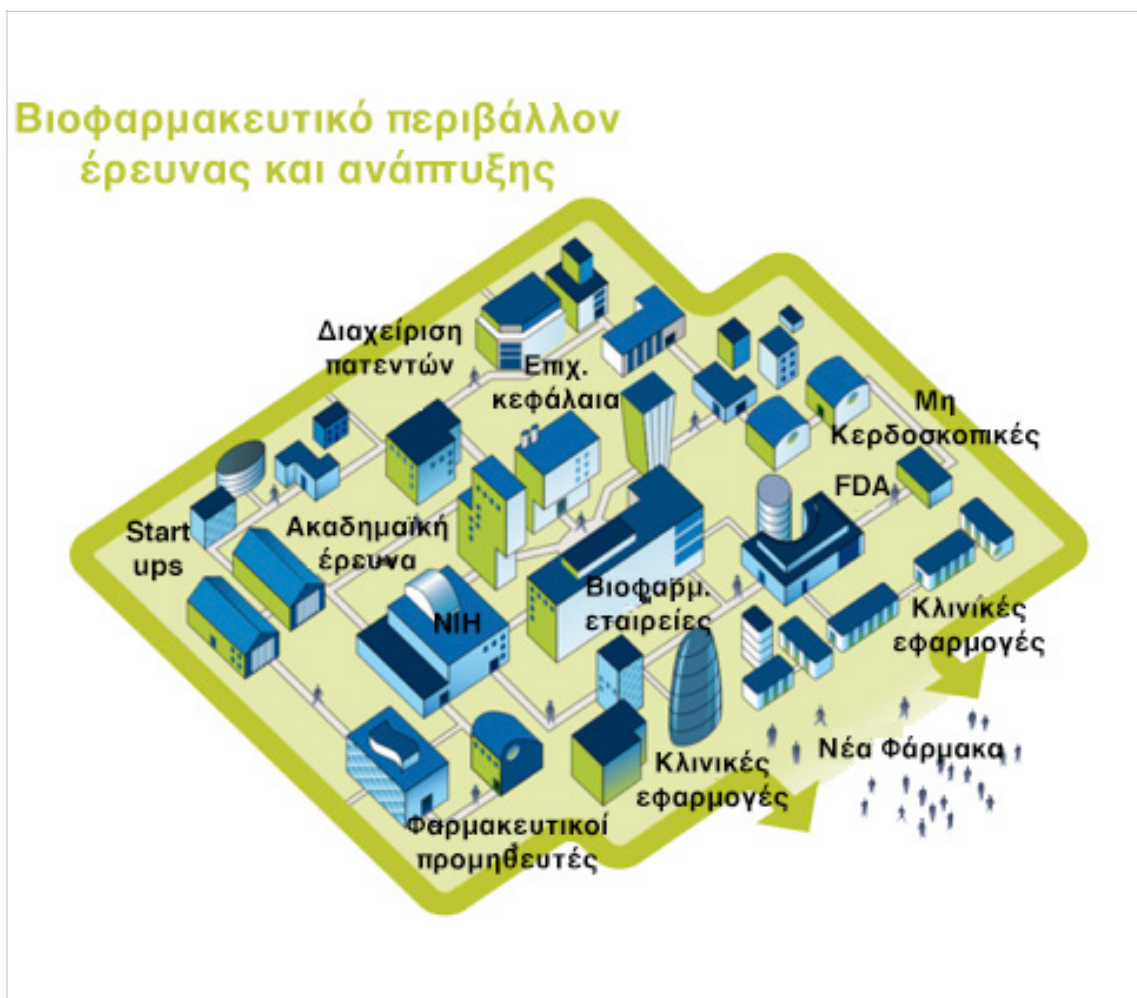 Βιοφαρμακευτικό περιβάλλον
έρευνας και ανάπτυξης
Διαχείριση
πατεντών
Επιχ.
κεφάλαια
Μη
Κερδοσκοπικές
FDA
Start
ups
Ακαδημαϊκή
έρευνα
NIH
Βιοφαρμ.
εταιρείες
Κλινικές
εφαρμογές
Νέα Φάρμακα
Κλινικές
εφαρμογές
Φαρμακευτικοί
προμηθευτές